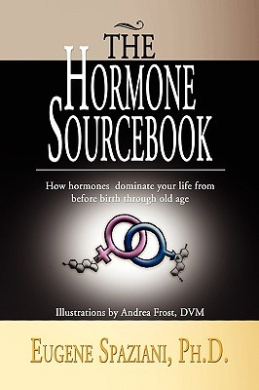 THE
HORMONE
SOURCEBOOK
How hormones dominate your life from
before birth through old age
Illustrations by Andrea Frost, DVM
EUGENE SPAZIANI, PH.D.